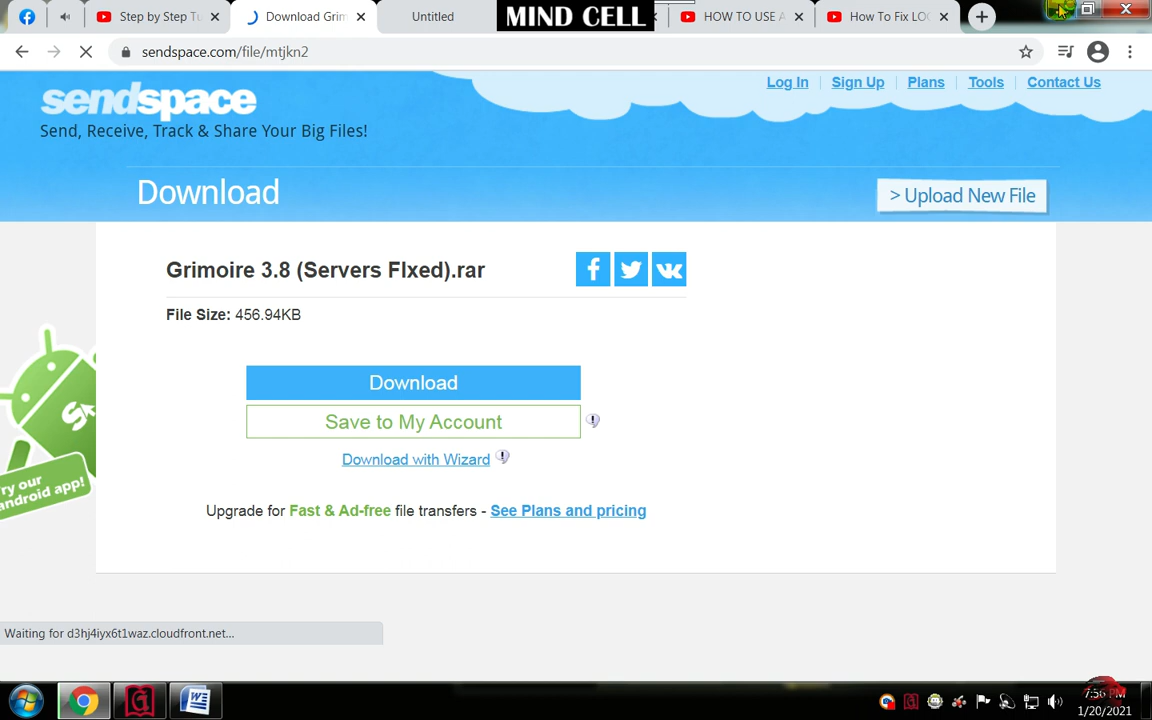 Step by Step Tu
Download Grim
Untitled
MIND CELL
HOW TO USE A
How To Fix LO
sendspace.com/file/mtjkn2
Log In
Sign Up
Plans
Tools
Contact Us
sendspace
Send, Receive, Track & Share Your Big Files!
Download
> Upload New File
Grimoire 3.8 (Servers FIxed).rar
File Size: 456.94KB
Download
Save to My Account
Download with Wizard
Try our
android app!
Upgrade for Fast & Ad-free file transfers - See Plans and pricing
Waiting for d3hj4iyx6t1waz.cloudfront.net...
7:56 PM
1/20/2021